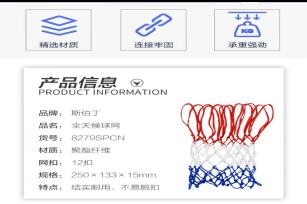 精选材质
连接牢固
KG
承重强劲
产品信息
PRODUCT INFORMATION
品牌： 斯伯丁
品名： 全天候球网
货号： 8279SPCN
材质： 聚酯纤维
网扣： 12扣
规格： 250×133×15mm
特点： 结实耐用、不易脱扣